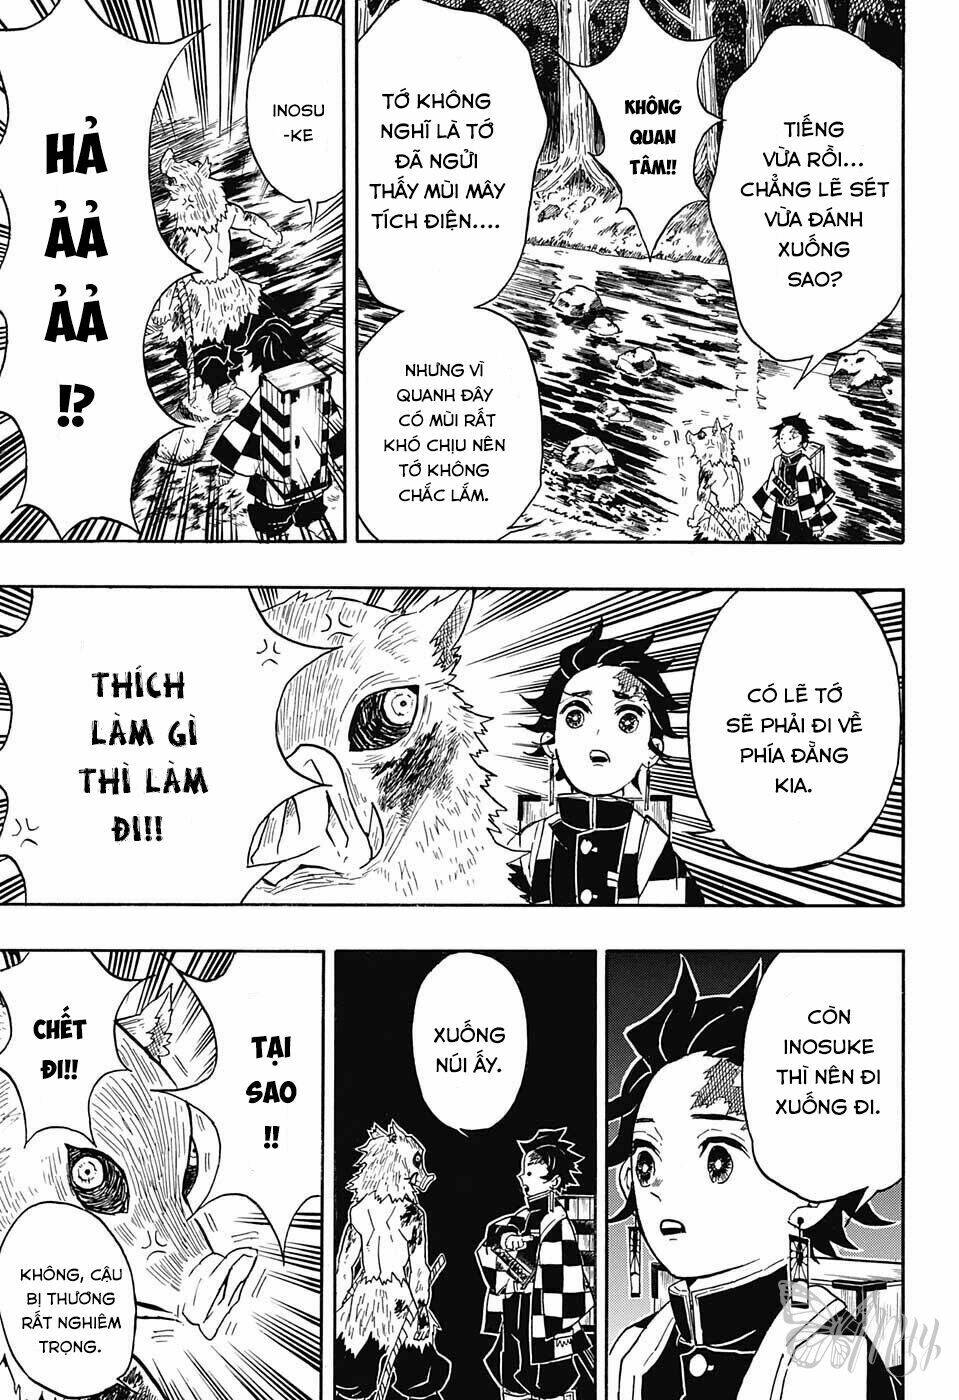 TIẾNG
VỪA RỒI...
CHẲNG LẼ SÉT
VỪA ĐÁNH
XUỐNG
SAO?
KHÔNG
QUAN
TÂM!!
TỚ KHÔNG
NGHĨ LÀ TỚ
ĐÃ NGỬI
THẤY MÙI MÂY
TÍCH ĐIỆN....
NHƯNG VÌ
QUANH ĐÂY
CÓ MÙI RẤT
KHÓ CHỊU NÊN
TỚ KHÔNG
CHẮC LẮM.
INOSU
-KE
HẢ
ẢẢ
ẢẢ
!?
CÓ LẼ TỚ
SẼ PHẢI ĐI VỀ
PHÍA ĐẰNG
KIA.
THÍCH
LÀM GÌ
THÌ LÀM
ĐI!!
CÒN
INOSUKE
THÌ NÊN ĐI
XUỐNG ĐI.
XUỐNG
NÚI ẤY.
TẠI
SAO
!!
CHẾT
ĐI!!
KHÔNG, CẬU
BỊ THƯƠNG
RẤT NGHIÊM
TRỌNG.